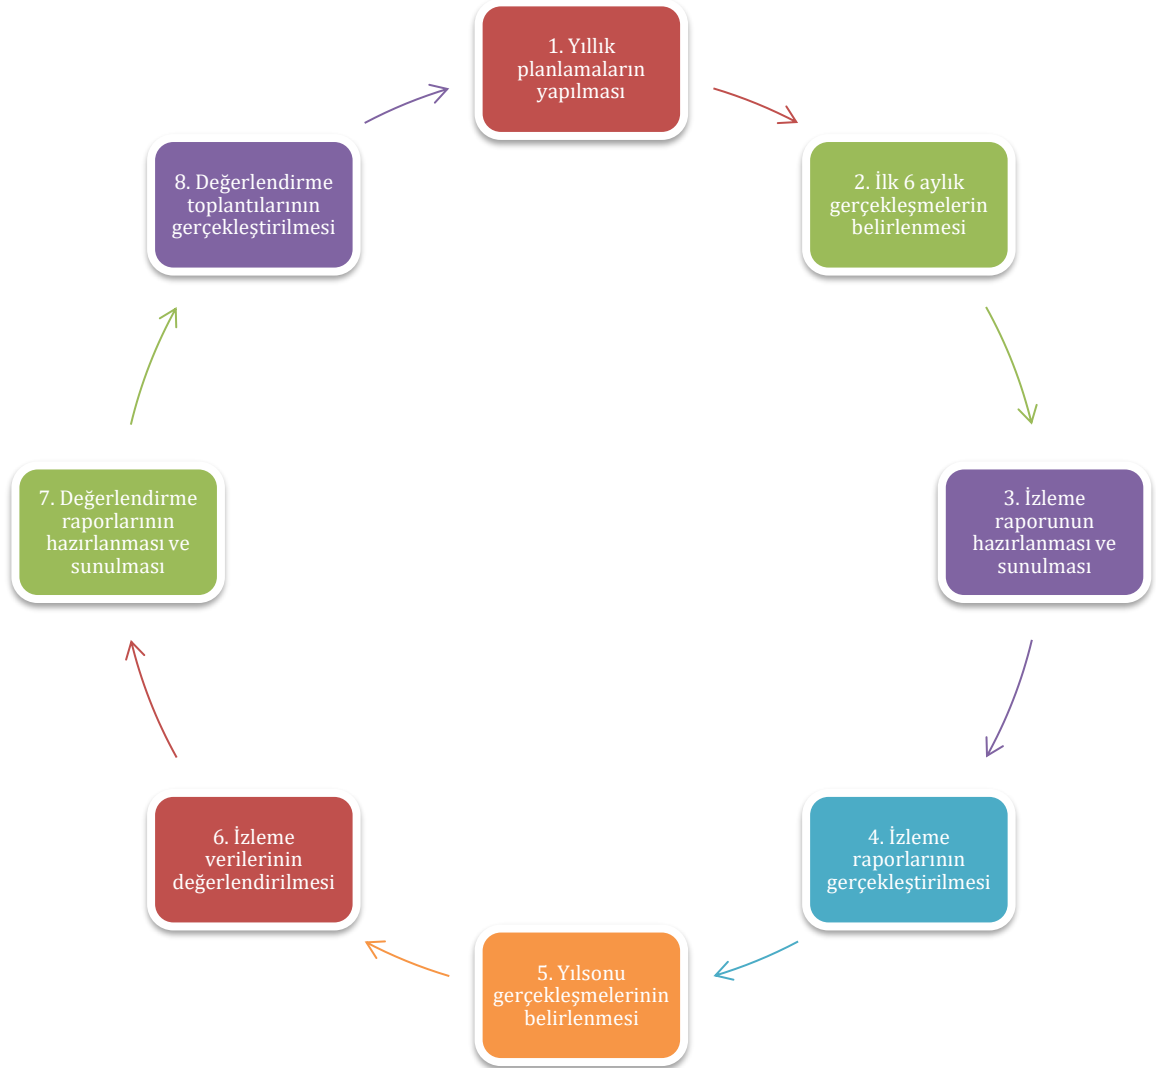 1. Yıllık
planlamaların
yapılması
2. İlk 6 aylık
gerçekleşmelerin
belirlenmesi
3. İzleme
raporunun
hazırlanması ve
sunulması
4. İzleme
raporlarının
gerçekleştirilmesi
5. Yılsonu
gerçekleşmelerinin
belirlenmesi
6. İzleme
verilerinin
değerlendirilmesi
7. Değerlendirme
raporlarının
hazırlanması ve
sunulması
8. Değerlendirme
toplantılarının
gerçekleştirilmesi